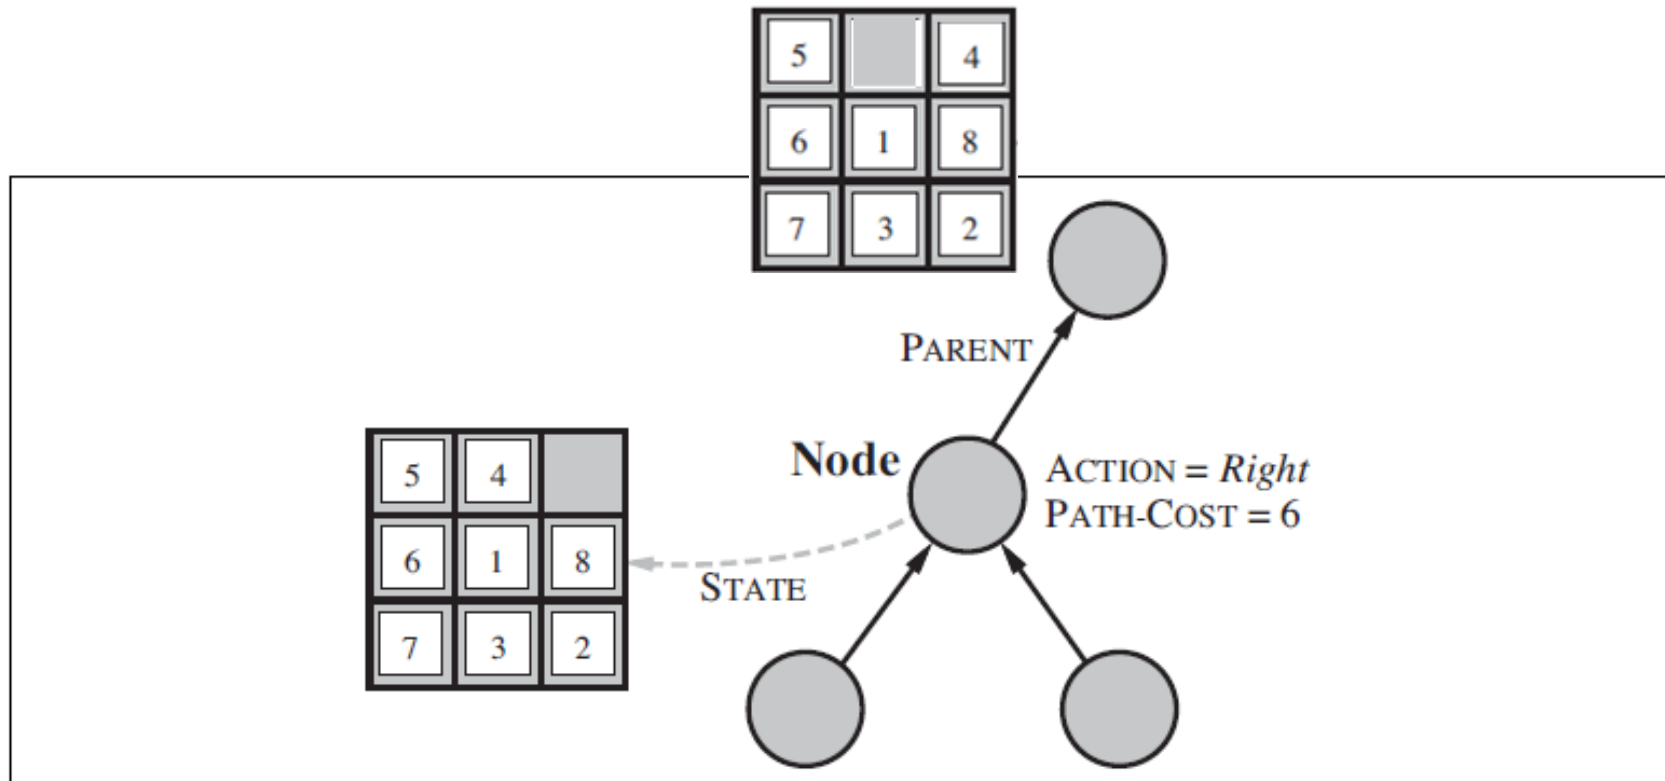 5 4
6 1 8
7 3 2
PARENT
Node
ACTION = Right
PATH-COST = 6
5 4
6 1 8
7 3 2
STATE